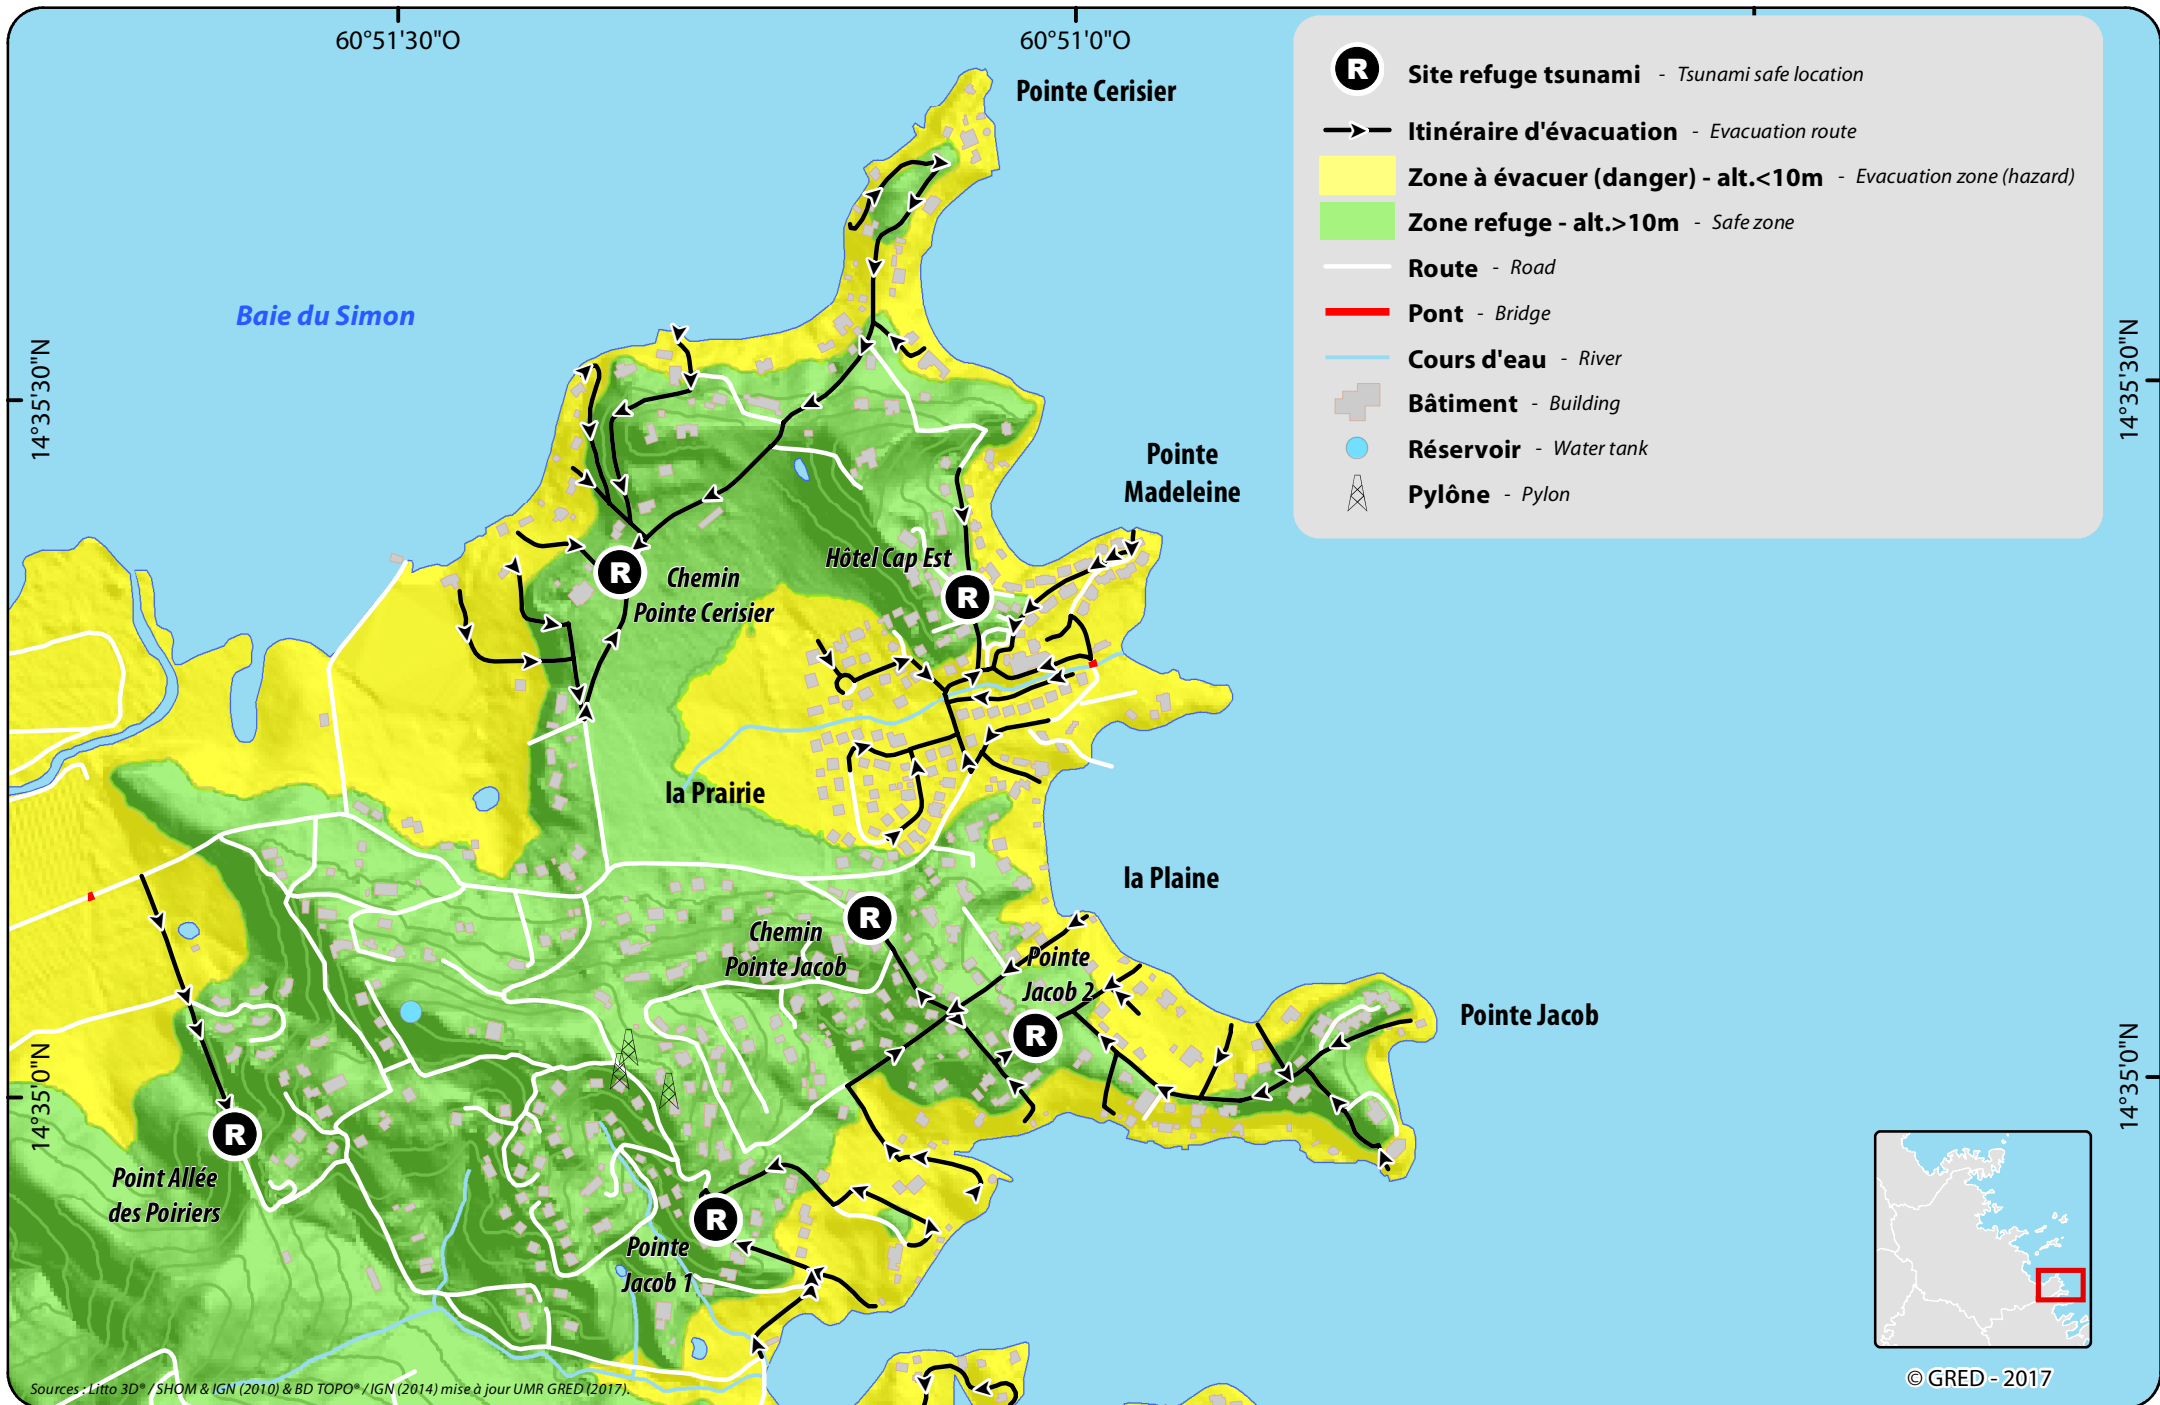 60°51'30"O
60°51'0"O
Pointe Cerisier
R
Site refuge tsunami - Tsunami safe location
Itinéraire d'évacuation - Evacuation route
Zone à évacuer (danger) - alt.<10m - Evacuation zone (hazard)
Zone refuge - alt.>10m - Safe zone
Route - Road
Pont - Bridge
Cours d'eau - River
Bâtiment - Building
Réservoir - Water tank
Pylône - Pylon
Baie du Simon
14°35'30"N
14°35'30"N
Pointe
Madeleine
Hôtel Cap Est
R
R
Chemin
Pointe Cerisier
la Prairie
la Plaine
R
Chemin
Pointe Jacob
Pointe
Jacob 2
R
Pointe Jacob
14°35'0"N
14°35'0"N
R
Point Allée
des Poiriers
R
Pointe
Jacob 1
Sources : Litto 3D® / SHOM & IGN (2010) & BD TOPO® / IGN (2014) mise à jour UMR GRED (2017).
© GRED - 2017